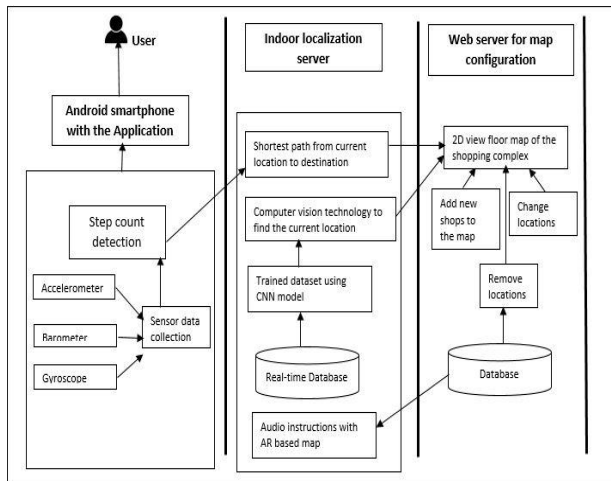 User
Android smartphone
with the Application
Step count
detection
Accelerometer
Barometer
Gyroscope
Sensor data
collection
Indoor localization
server
Shortest path from current
location to destination
Computer vision technology to
find the current location
Trained dataset using
CNN model
Real-time Database
Audio instructions with
AR based map
Web server for map
configuration
2D view floor map of the
shopping complex
Add new
shops to
the map
Change
locations
Remove
locations
Database